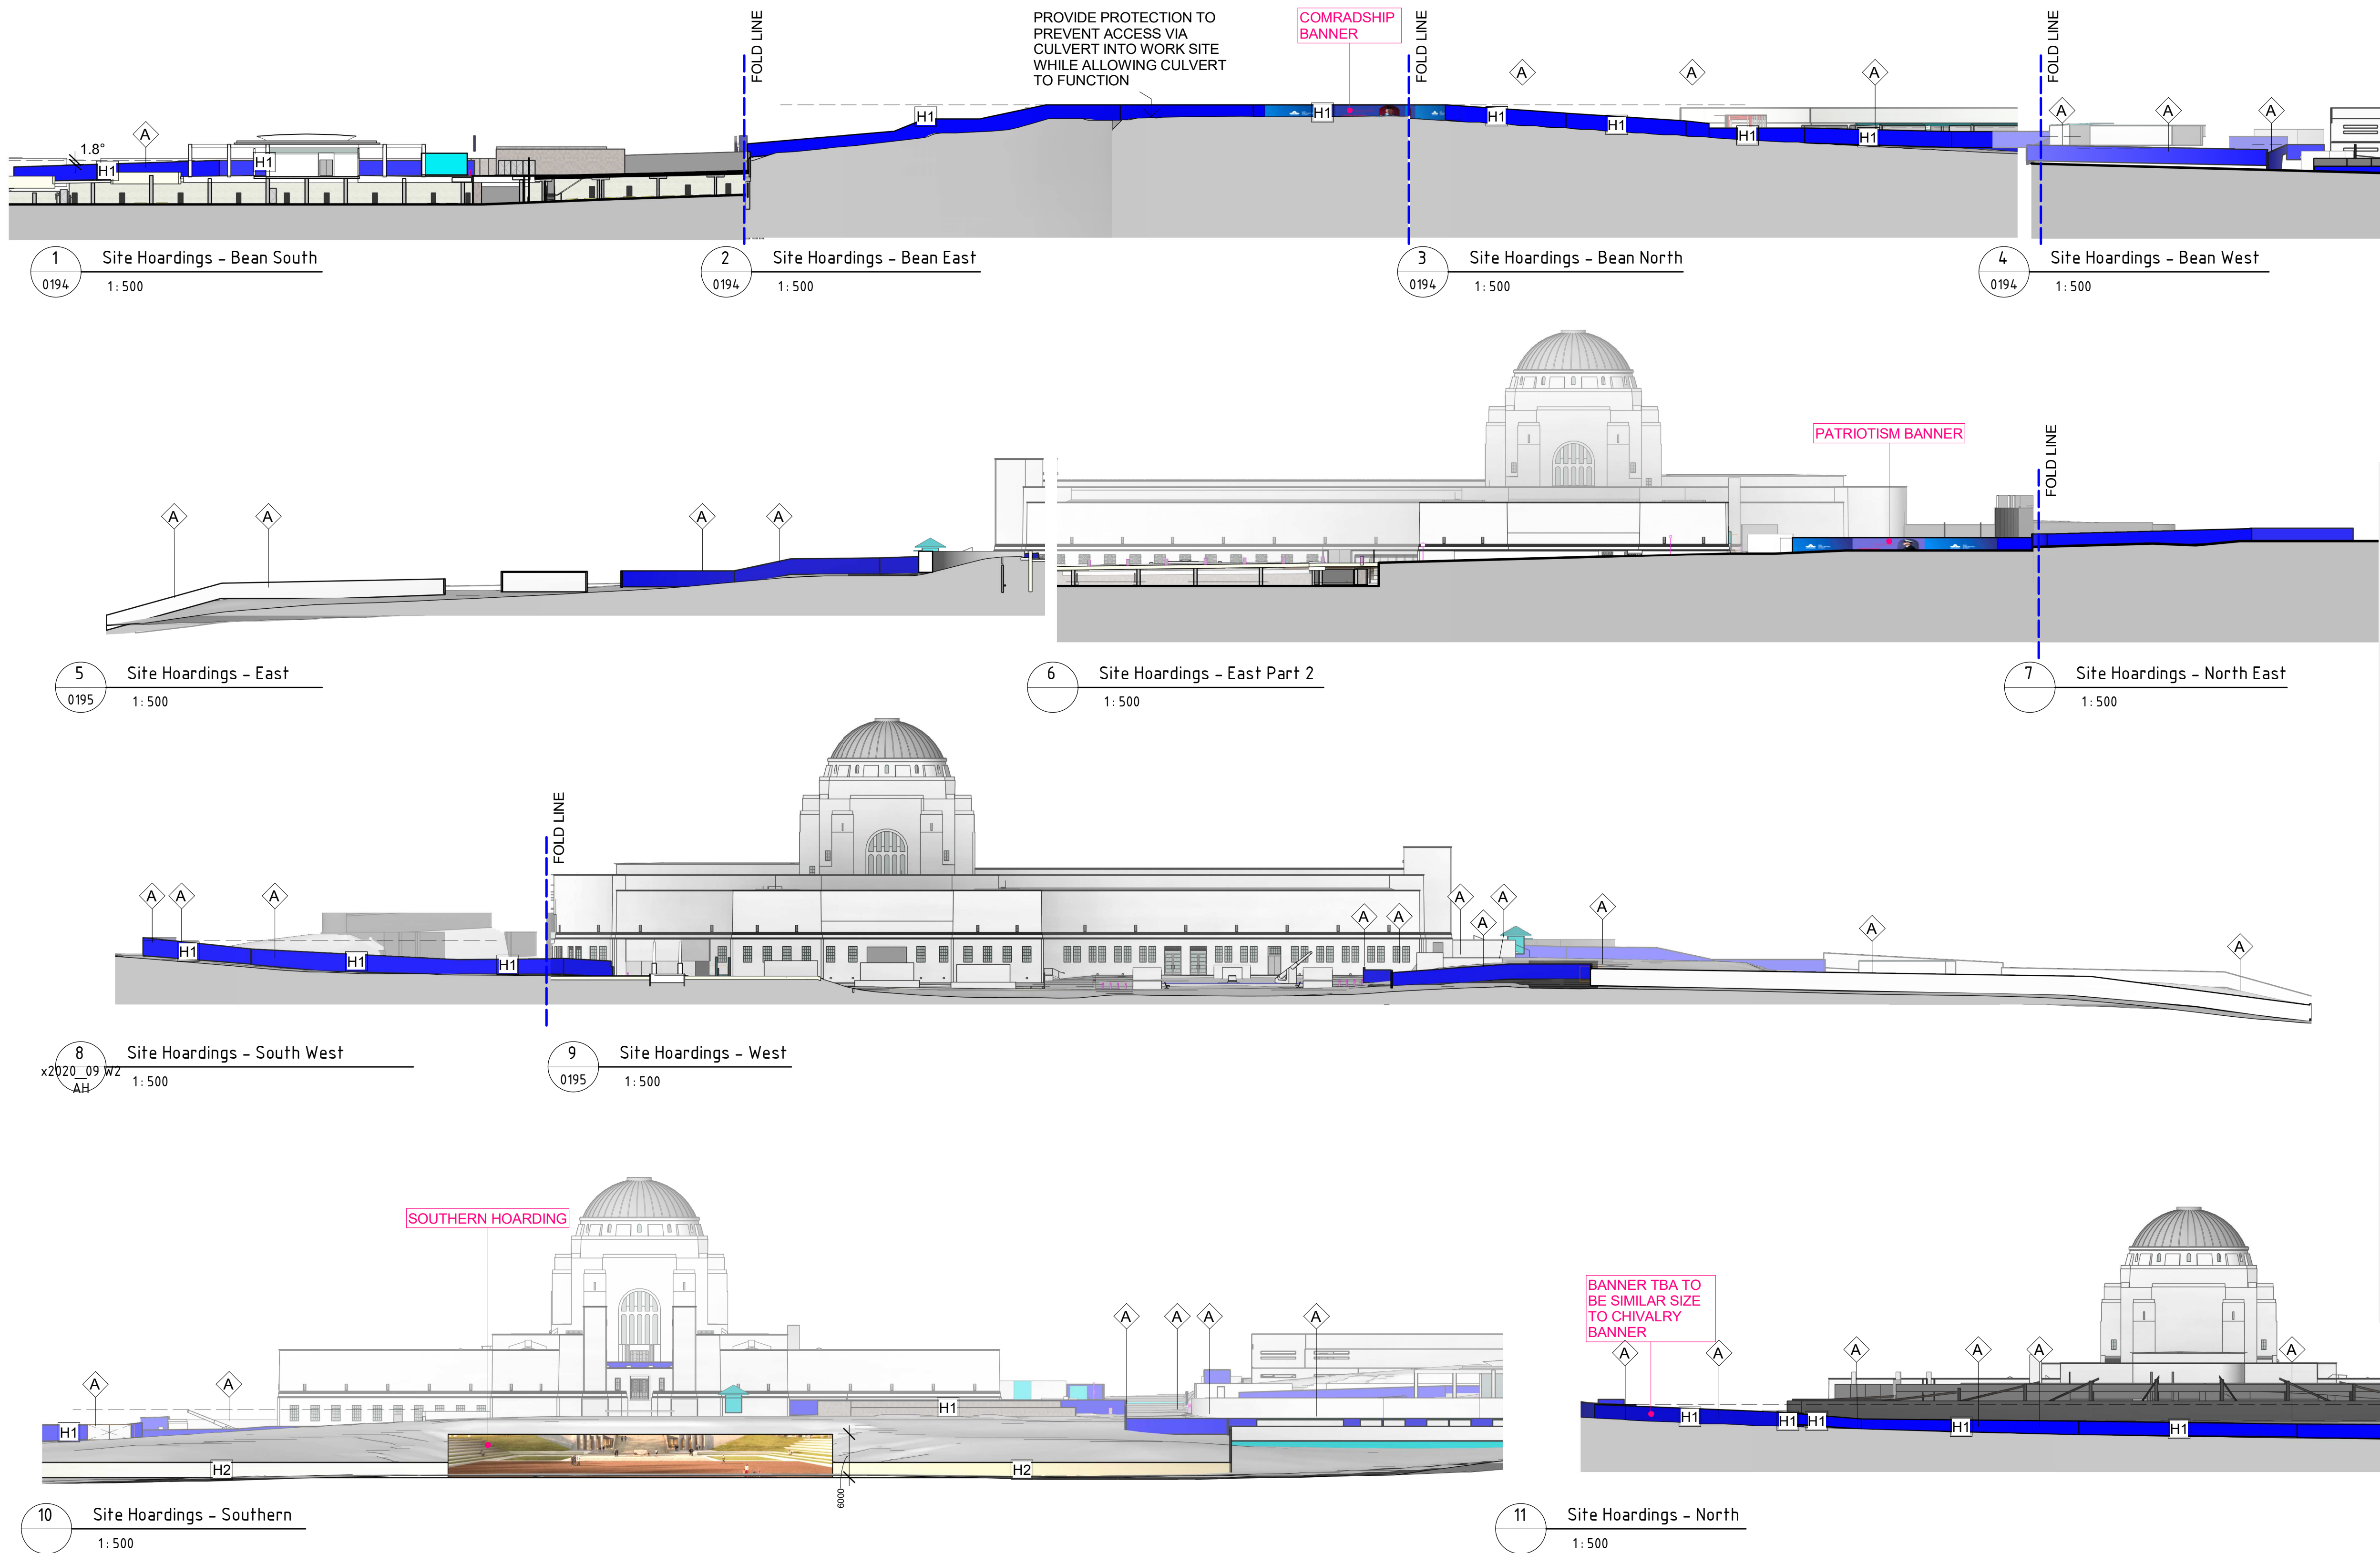 FOLD LINE
PROVIDE PROTECTION TO
PREVENT ACCESS VIA
CULVERT INTO WORK SITE
WHILE ALLOWING CULVERT
TO FUNCTION
COMRADSHIP
BANNER
FOLD LINE
FOLD LINE
A
A
A
A
A
A
A
1.8°
H1
H1
H1
H1
H1
H1
H1
H1
1
0194
Site Hoardings - Bean South
1:500
2
0194
Site Hoardings - Bean East
1:500
3
0194
Site Hoardings - Bean North
1:500
4
0194
Site Hoardings - Bean West
1:500
PATRIOTISM BANNER
FOLD LINE
A
A
A
A
5
0195
Site Hoardings - East
1:500
6
Site Hoardings - East Part 2
1:500
7
Site Hoardings - North East
1:500
FOLD LINE
A
A
A
A
A
A
A
A
A
A
A
H1
H1
H1
8
x2020_09 W2
AH
Site Hoardings - South West
1:500
9
0195
Site Hoardings - West
1:500
SOUTHERN HOARDING
A
A
A
A
A
A
H1
H1
H2
H2
6000
10
Site Hoardings - Southern
1:500
BANNER TBA TO
BE SIMILAR SIZE
TO CHIVALRY
BANNER
A
A
A
A
A
A
H1
H1
H1
H1
H1
11
Site Hoardings - North
1:500